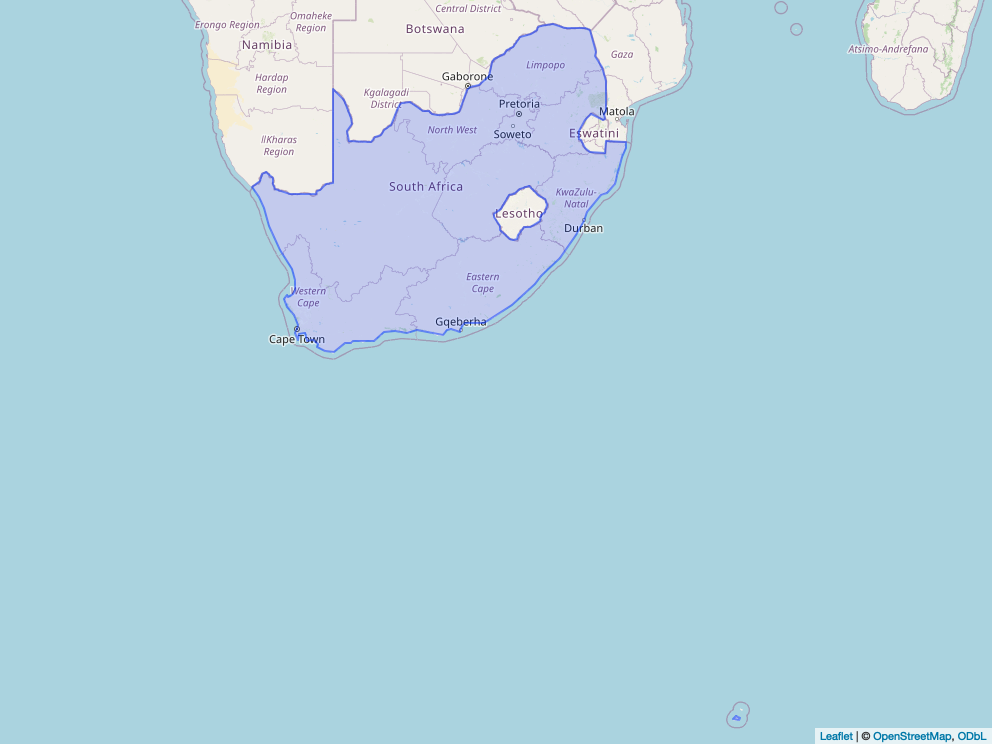 Central District
Omaheke
Region
Erongo Region
Botswana
Namibia
Atsimo-Andrefana
Gaza
Limpopo
Gaborone
Hardap
Region
Kgalagadi
District
Pretoria
Matola
North West
Soweto
Eswatini
llKharas
Region
South Africa
KwaZulu-
Natal
Lesotho
Durban
Eastern
Cape
Western
Cape
Gqeberha
Cape Town
Leaflet | © OpenStreetMap, ODbL